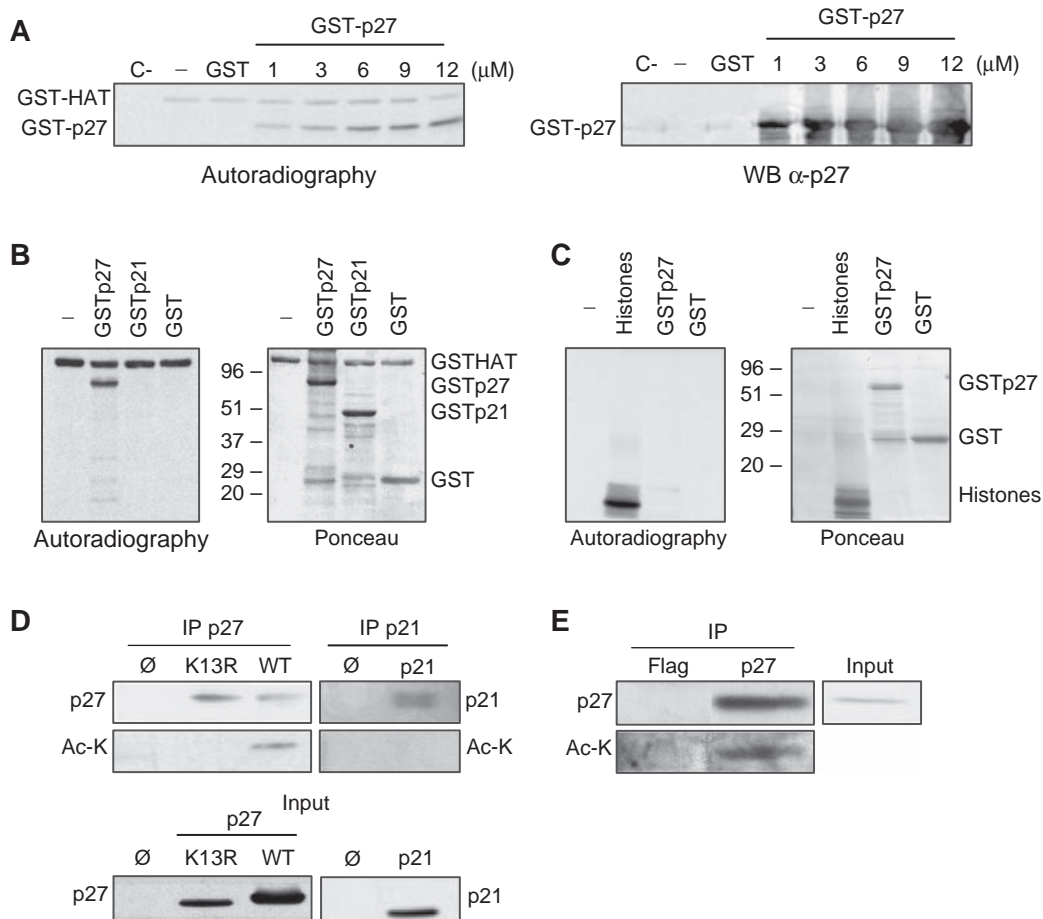 A
GST-p27
C- – GST 1 3 6 9 12 (μM)
GST-HAT
GST-p27
Autoradiography
GST-p27
C- – GST 1 3 6 9 12 (μM)
GST-p27
WB α-p27
B
– GSTp27 GSTp21 GST
Autoradiography
– GSTp27 GSTp21 GST
96 –
51 –
37 –
29 –
20 –
GSTHAT
GSTp27
GSTp21
GST
Ponceau
C
– Histones GSTp27 GST
Autoradiography
– Histones GSTp27 GST
96 –
51 –
29 –
20 –
GSTp27
GST
Histones
Ponceau
D
IP p27 IP p21
Ø K13R WT Ø p21
p27 p21
Ac-K Ac-K
Input
p27
Ø K13R WT Ø p21
p27 p21
E
IP
Flag p27 Input
p27
Ac-K